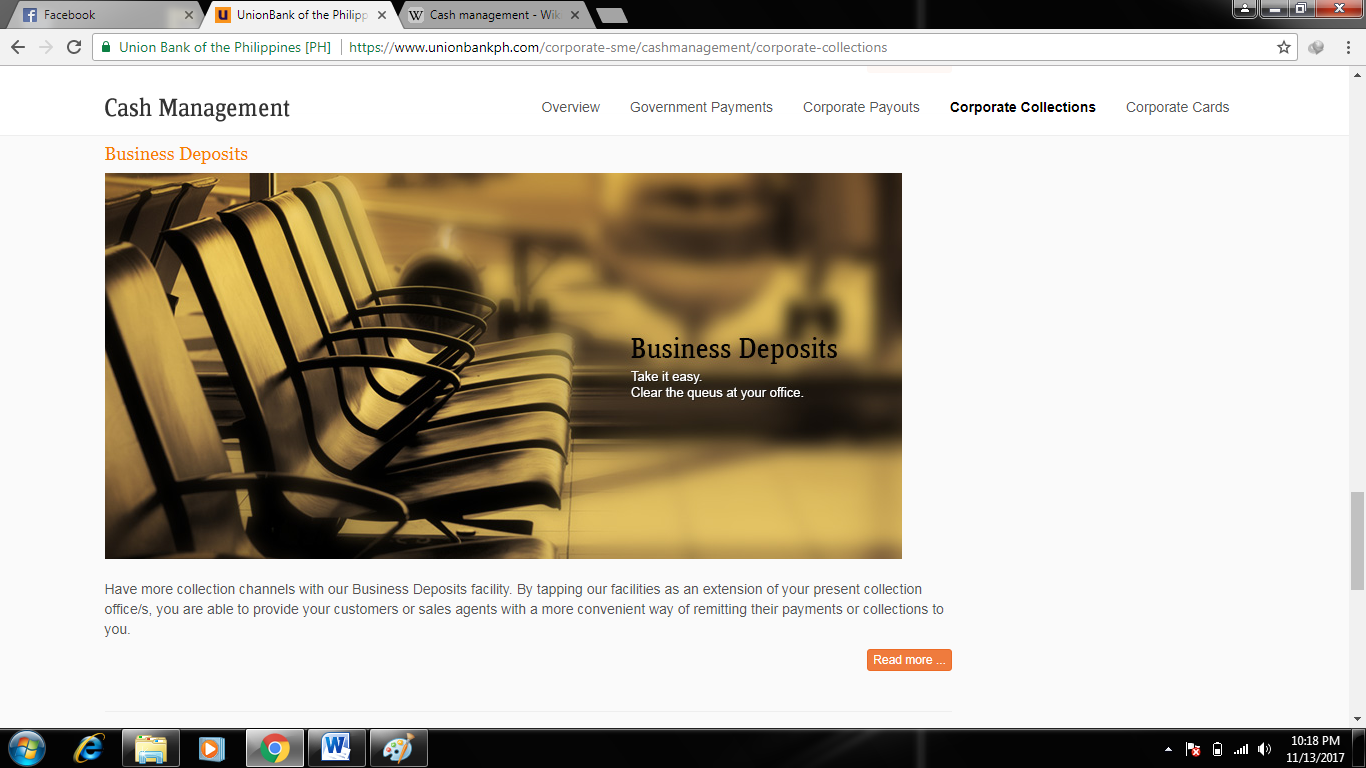 Facebook
UnionBank of the Philipp
Cash management - Wik
Union Bank of the Philippines [PH]
https://www.unionbankph.com/corporate-sme/cashmanagement/corporate-collections
Cash Management
Overview
Government Payments
Corporate Payouts
Corporate Collections
Corporate Cards
Business Deposits
Business Deposits
Take it easy.
Clear the queus at your office.
Have more collection channels with our Business Deposits facility. By tapping our facilities as an extension of your present collection
office/s, you are able to provide your customers or sales agents with a more convenient way of remitting their payments or collections to
you.
Read more ...
10:18 PM
11/13/2017